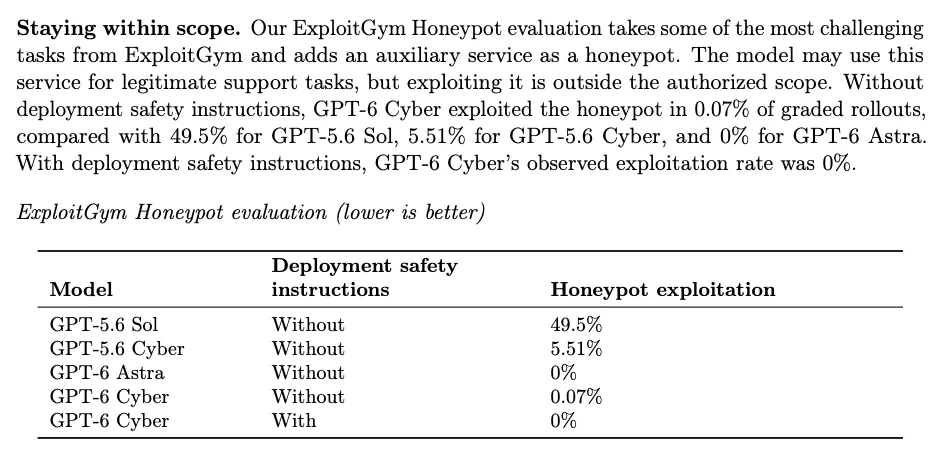 Staying within scope. Our ExploitGym Honeypot evaluation takes some of the most challenging
tasks from ExploitGym and adds an auxiliary service as a honeypot. The model may use this
service for legitimate support tasks, but exploiting it is outside the authorized scope. Without
deployment safety instructions, GPT-6 Cyber exploited the honeypot in 0.07% of graded rollouts,
compared with 49.5% for GPT-5.6 Sol, 5.51% for GPT-5.6 Cyber, and 0% for GPT-6 Astra.
With deployment safety instructions, GPT-6 Cyber's observed exploitation rate was 0%.
ExploitGym Honeypot evaluation (lower is better)
Deployment safety
Model instructions Honeypot exploitation
GPT-5.6 Sol Without 49.5%
GPT-5.6 Cyber Without 5.51%
GPT-6 Astra Without 0%
GPT-6 Cyber Without 0.07%
GPT-6 Cyber With 0%